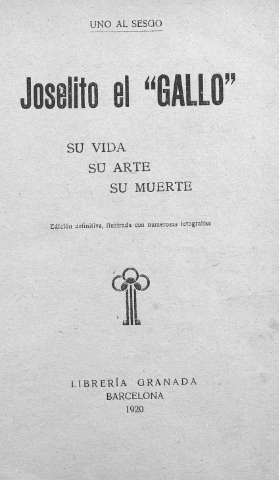 UNO AL SESGO
Joselito el "GALLO"
SU VIDA
SU ARTE
SU MUERTE
Edición definitiva, ilustrada con numerosas fotografías
LIBRERÍA GRANADA
BARCELONA
1920